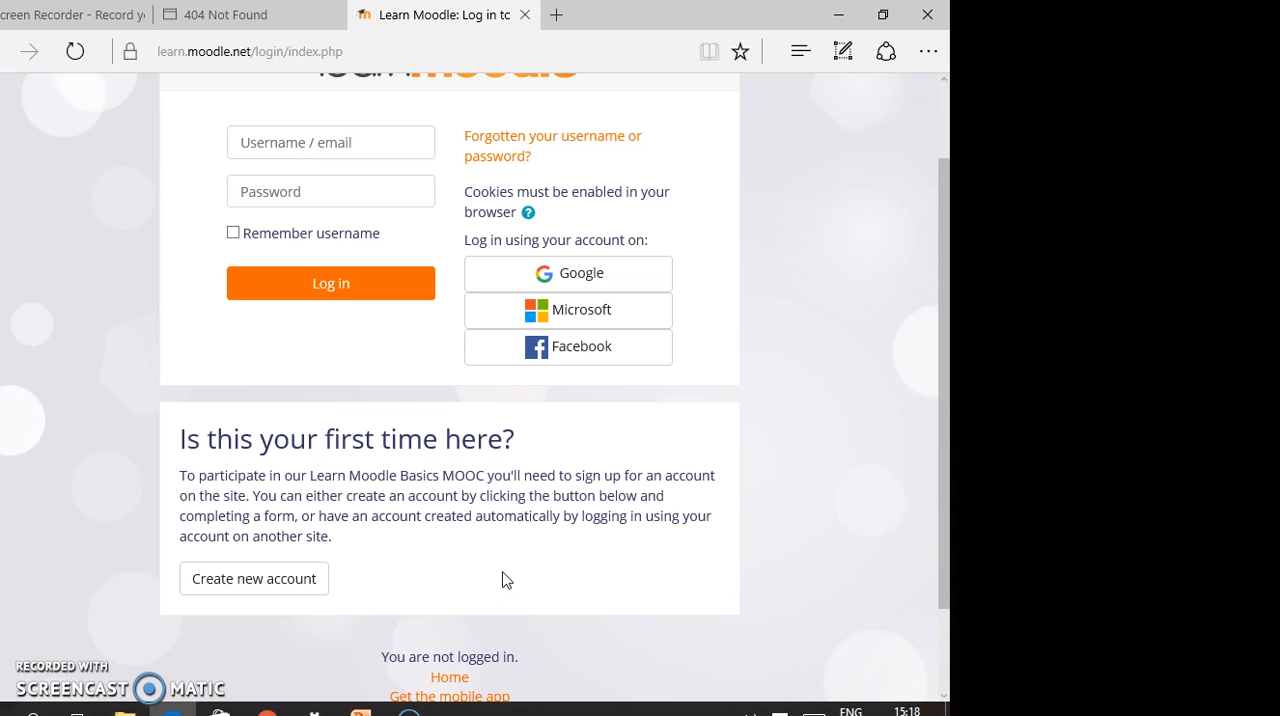 creen Recorder - Record y
404 Not Found
Learn Moodle: Log in to
learn.moodle.net/login/index.php
learn moodle
Username / email
Forgotten your username or
password?
Password
Cookies must be enabled in your
browser ?
Remember username
Log in using your account on:
Google
Log in
Microsoft
Facebook
Is this your first time here?
To participate in our Learn Moodle Basics MOOC you'll need to sign up for an account
on the site. You can either create an account by clicking the button below and
completing a form, or have an account created automatically by logging in using your
account on another site.
Create new account
You are not logged in.
Home
Get the mobile app
RECORDED WITH
SCREENCAST MATIC
ENG
15:18